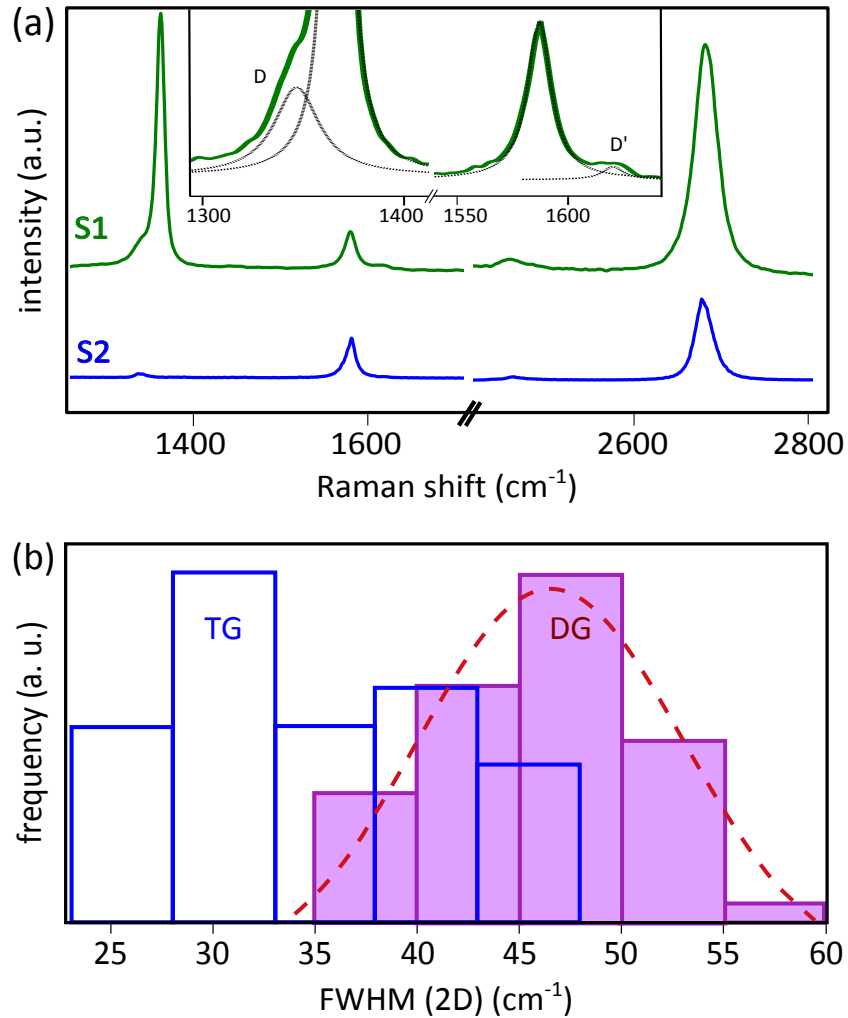 (a)
intensity (a.u.)
D
D'
1300 1400 1550 1600
S1
S2
1400 1600 2600 2800
Raman shift (cm-1)
(b)
frequency (a. u.)
TG DG
25 30 35 40 45 50 55 60
FWHM (2D) (cm-1)